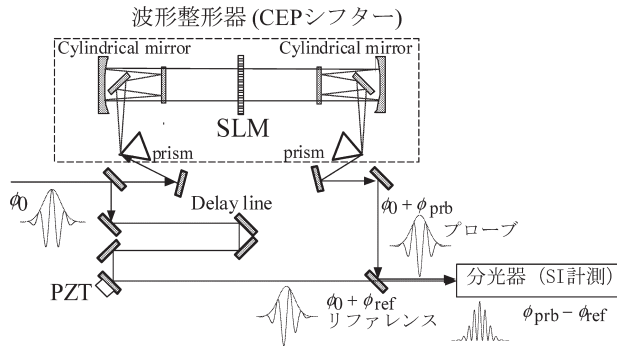 波形整形器 (CEPシフター)
Cylindrical mirror
Cylindrical mirror
SLM
prism
prism
ϕ0
Delay line
ϕ0 + ϕprb
プローブ
PZT
ϕ0 + ϕref
リファレンス
分光器（SI計測）
ϕprb − ϕref